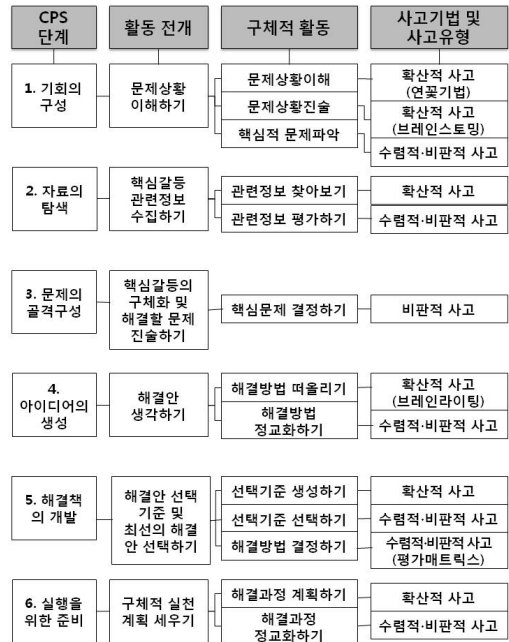 CPS
단계
활동 전개
구체적 활동
사고기법 및
사고유형
1. 기회의
구성
문제상황
이해하기
문제상황이해
문제상황진술
핵심적 문제파악
확산적 사고
(연꽃기법)
확산적 사고
(브레인스토밍)
수렴적·비판적 사고
2. 자료의
탐색
핵심갈등
관련정보
수집하기
관련정보 찾아보기
관련정보 평가하기
확산적 사고
수렴적·비판적 사고
3. 문제의
골격구성
핵심갈등의
구체화 및
해결할 문제
진술하기
핵심문제 결정하기
비판적 사고
4.
아이디어의
생성
해결안
생각하기
해결방법 떠올리기
해결방법
정교화하기
확산적 사고
(브레인라이팅)
수렴적·비판적 사고
5. 해결책
의 개발
해결안 선택
기준 및
최선의 해결
안 선택하기
선택기준 생성하기
선택기준 선택하기
해결방법 결정하기
확산적 사고
수렴적·비판적 사고
수렴적·비판적 사고
(평가매트릭스)
6. 실행을
위한 준비
구체적 실천
계획 세우기
해결과정 계획하기
해결과정
정교화하기
확산적 사고
수렴적·비판적 사고